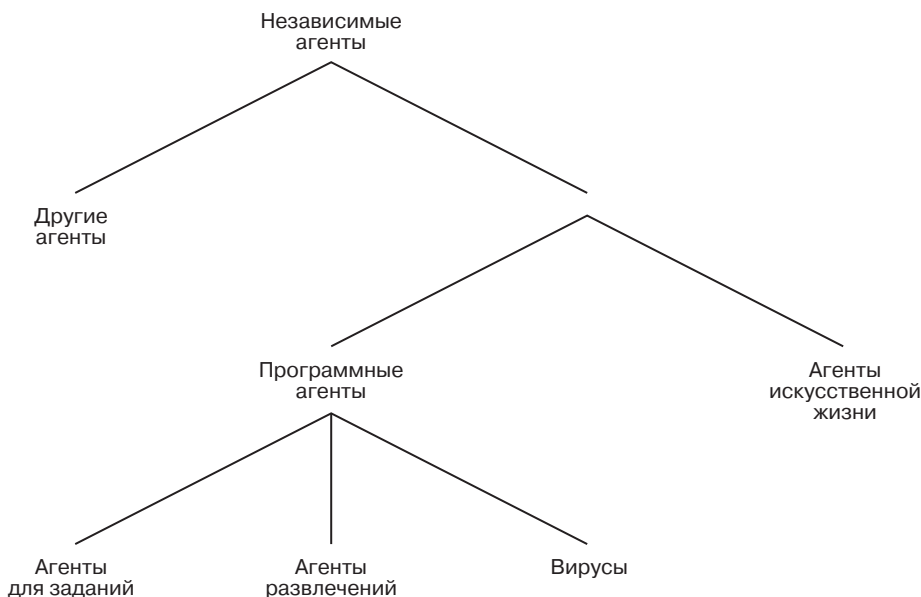 Независимые
агенты
Другие
агенты
Программные
агенты
Агенты
искусственной
жизни
Агенты
для заданий
Агенты
развлечений
Вирусы